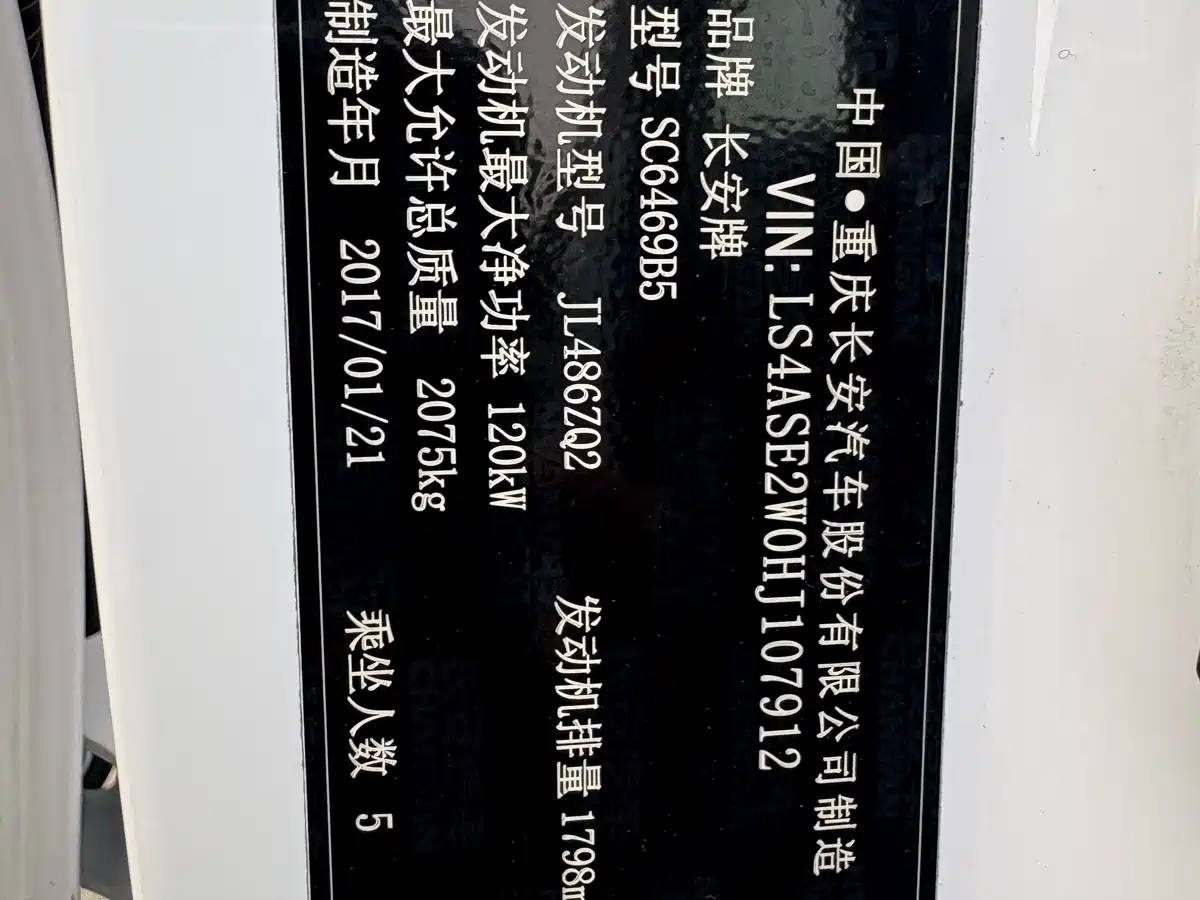 中国●重庆长安汽车股份有限公司制造
VIN: LS4ASE2W0HJ107912
品牌 长安牌
型号 SC6469B5
发动机型号 JL486ZQ2 发动机排量 1798m
发动机最大净功率 120kW
最大允许总质量 2075kg
制造年月 2017/01/21 乘坐人数 5